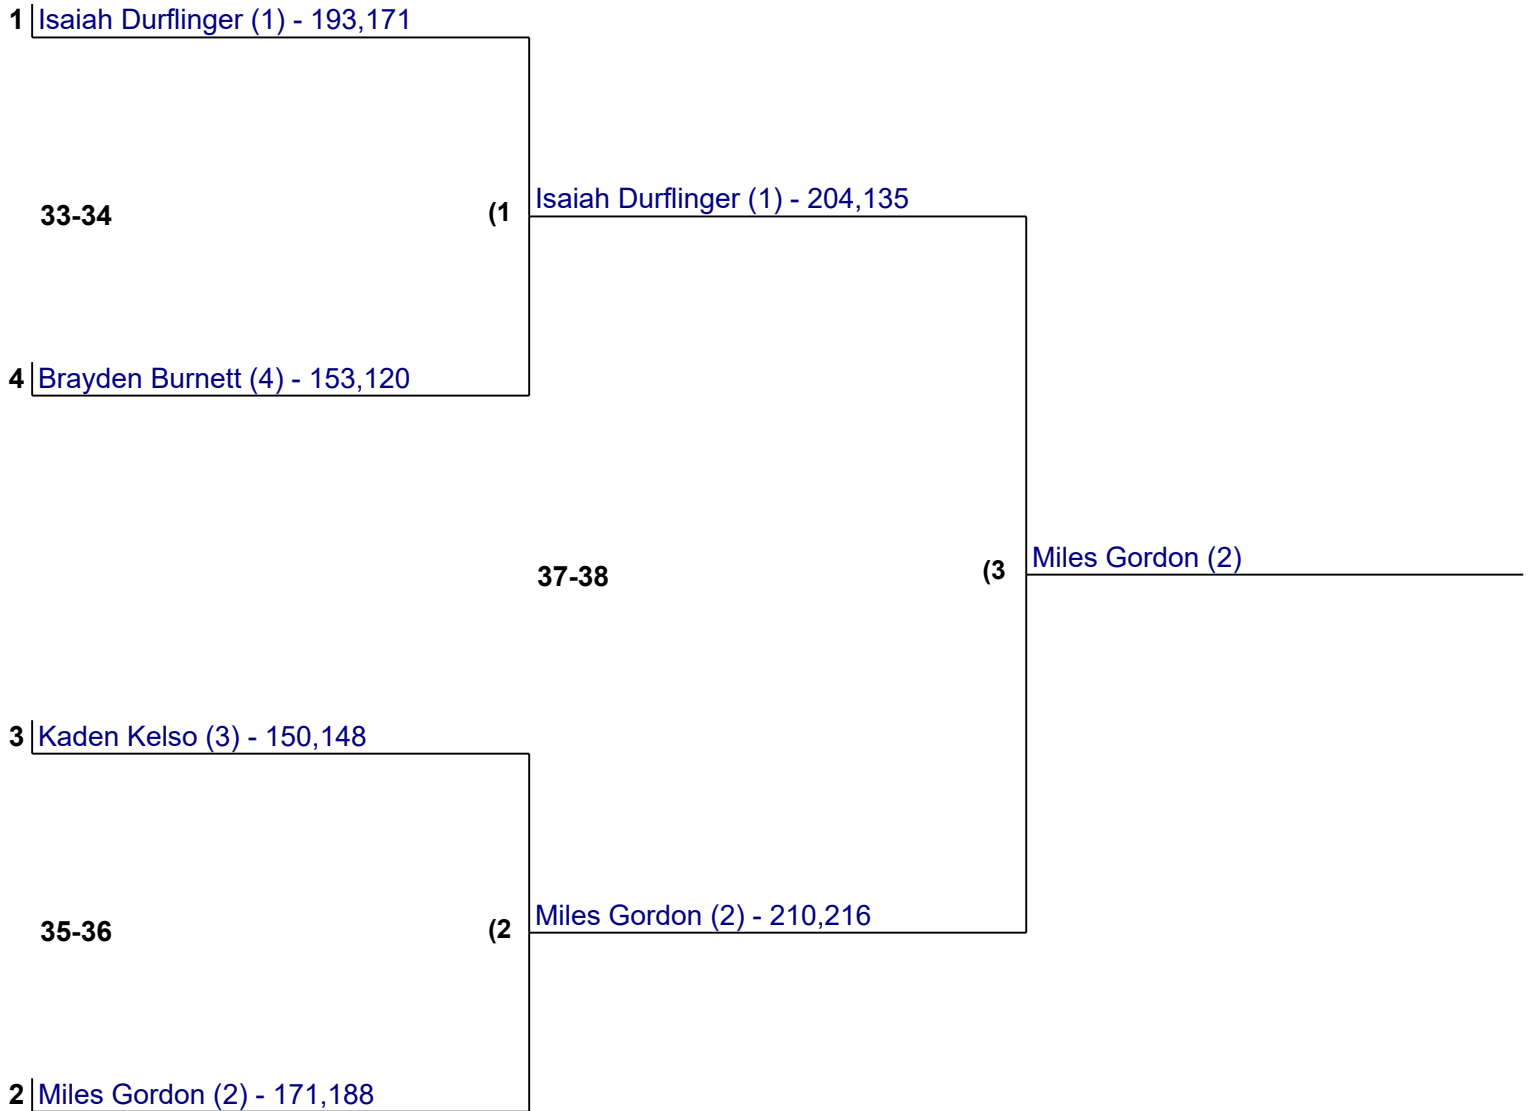 1 Isaiah Durflinger (1) - 193,171
Isaiah Durflinger (1) - 204,135
33-34 (1
4 Brayden Burnett (4) - 153,120
Miles Gordon (2)
37-38 (3
3 Kaden Kelso (3) - 150,148
Miles Gordon (2) - 210,216
35-36 (2
2 Miles Gordon (2) - 171,188